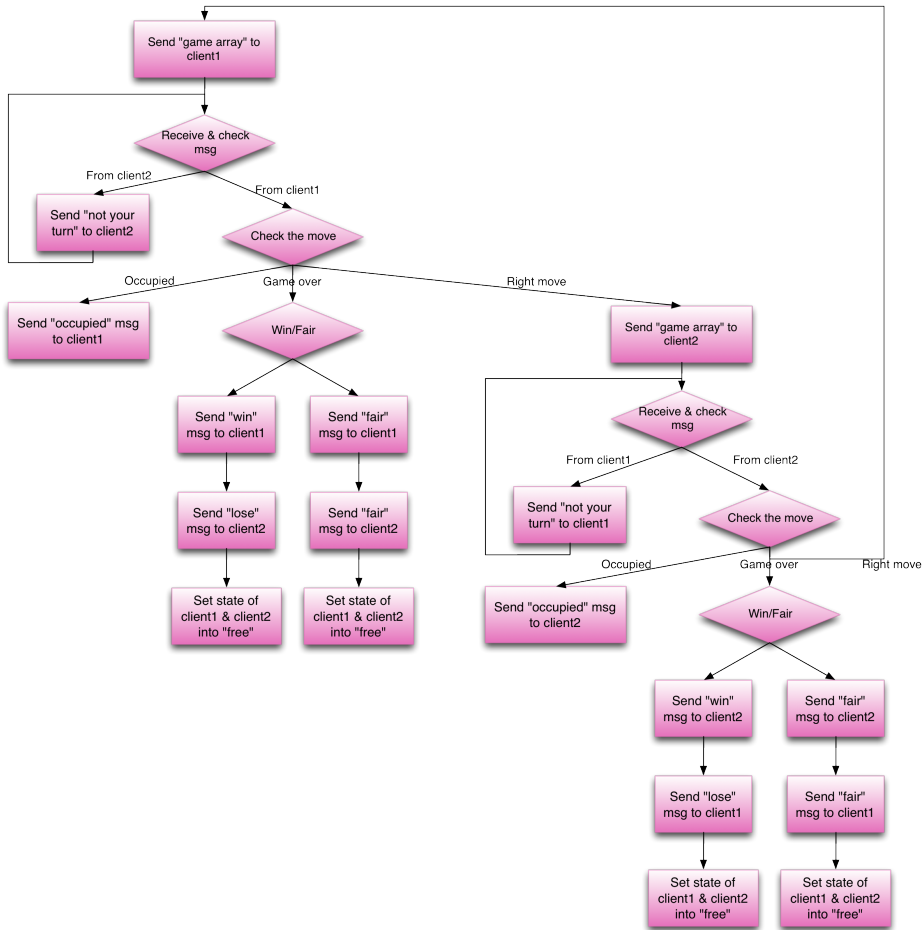 Send "game array" to
client1
Receive & check
msg
From client2
From client1
Send "not your
turn" to client2
Check the move
Occupied
Game over
Right move
Send "occupied" msg
to client1
Win/Fair
Send "game array" to
client2
Send "win"
msg to client1
Send "fair"
msg to client1
Receive & check
msg
From client1
From client2
Send "lose"
msg to client2
Send "fair"
msg to client2
Send "not your
turn" to client1
Check the move
Occupied
Game over
Right move
Set state of
client1 & client2
into "free"
Set state of
client1 & client2
into "free"
Send "occupied" msg
to client2
Win/Fair
Send "win"
msg to client2
Send "fair"
msg to client2
Send "lose"
msg to client1
Send "fair"
msg to client1
Set state of
client1 & client2
into "free"
Set state of
client1 & client2
into "free"